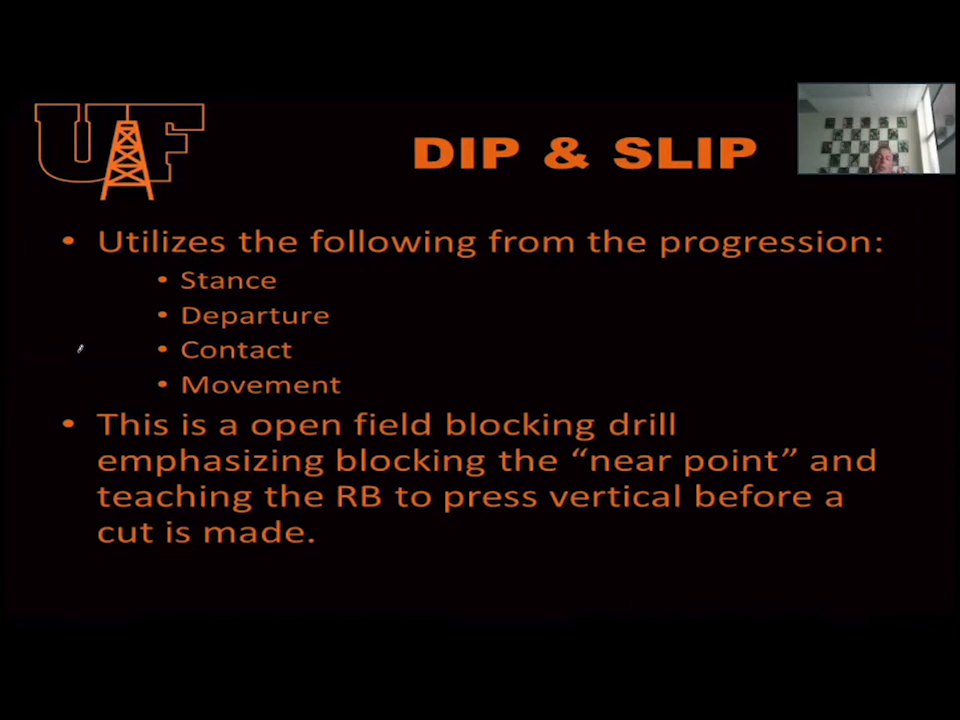 UF
DIP & SLIP
• Utilizes the following from the progression:
• Stance
• Departure
• Contact
• Movement
• This is a open field blocking drill
emphasizing blocking the “near point” and
teaching the RB to press vertical before a
cut is made.